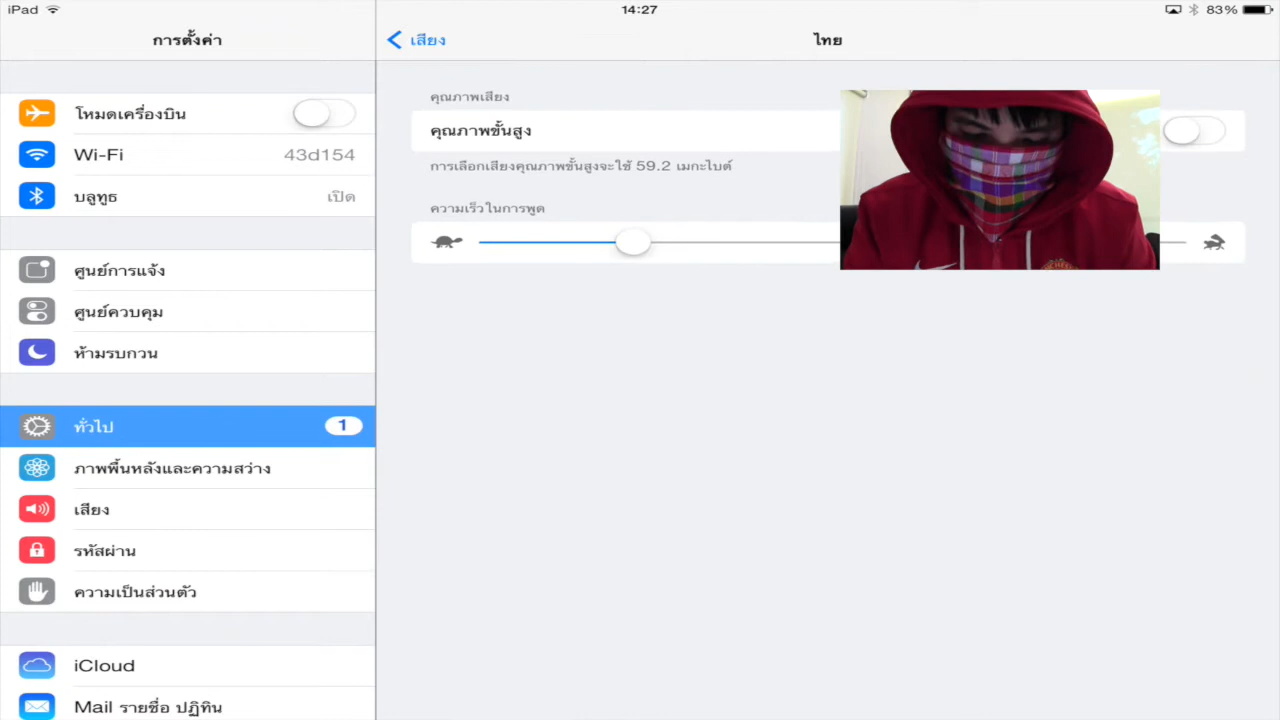 iPad
14:27
83%
การตั้งค่า
โหมดเครื่องบิน
Wi-Fi 43d154
บลูทูธ เปิด
ศูนย์การแจ้ง
ศูนย์ควบคุม
ห้ามรบกวน
ทั่วไป 1
ภาพพื้นหลังและความสว่าง
เสียง
รหัสผ่าน
ความเป็นส่วนตัว
iCloud
Mail รายชื่อ ปฏิทิน
เสียง
ไทย
คุณภาพเสียง
คุณภาพขั้นสูง
การเลือกเสียงคุณภาพขั้นสูงจะใช้ 59.2 เมกะไบต์
ความเร็วในการพูด